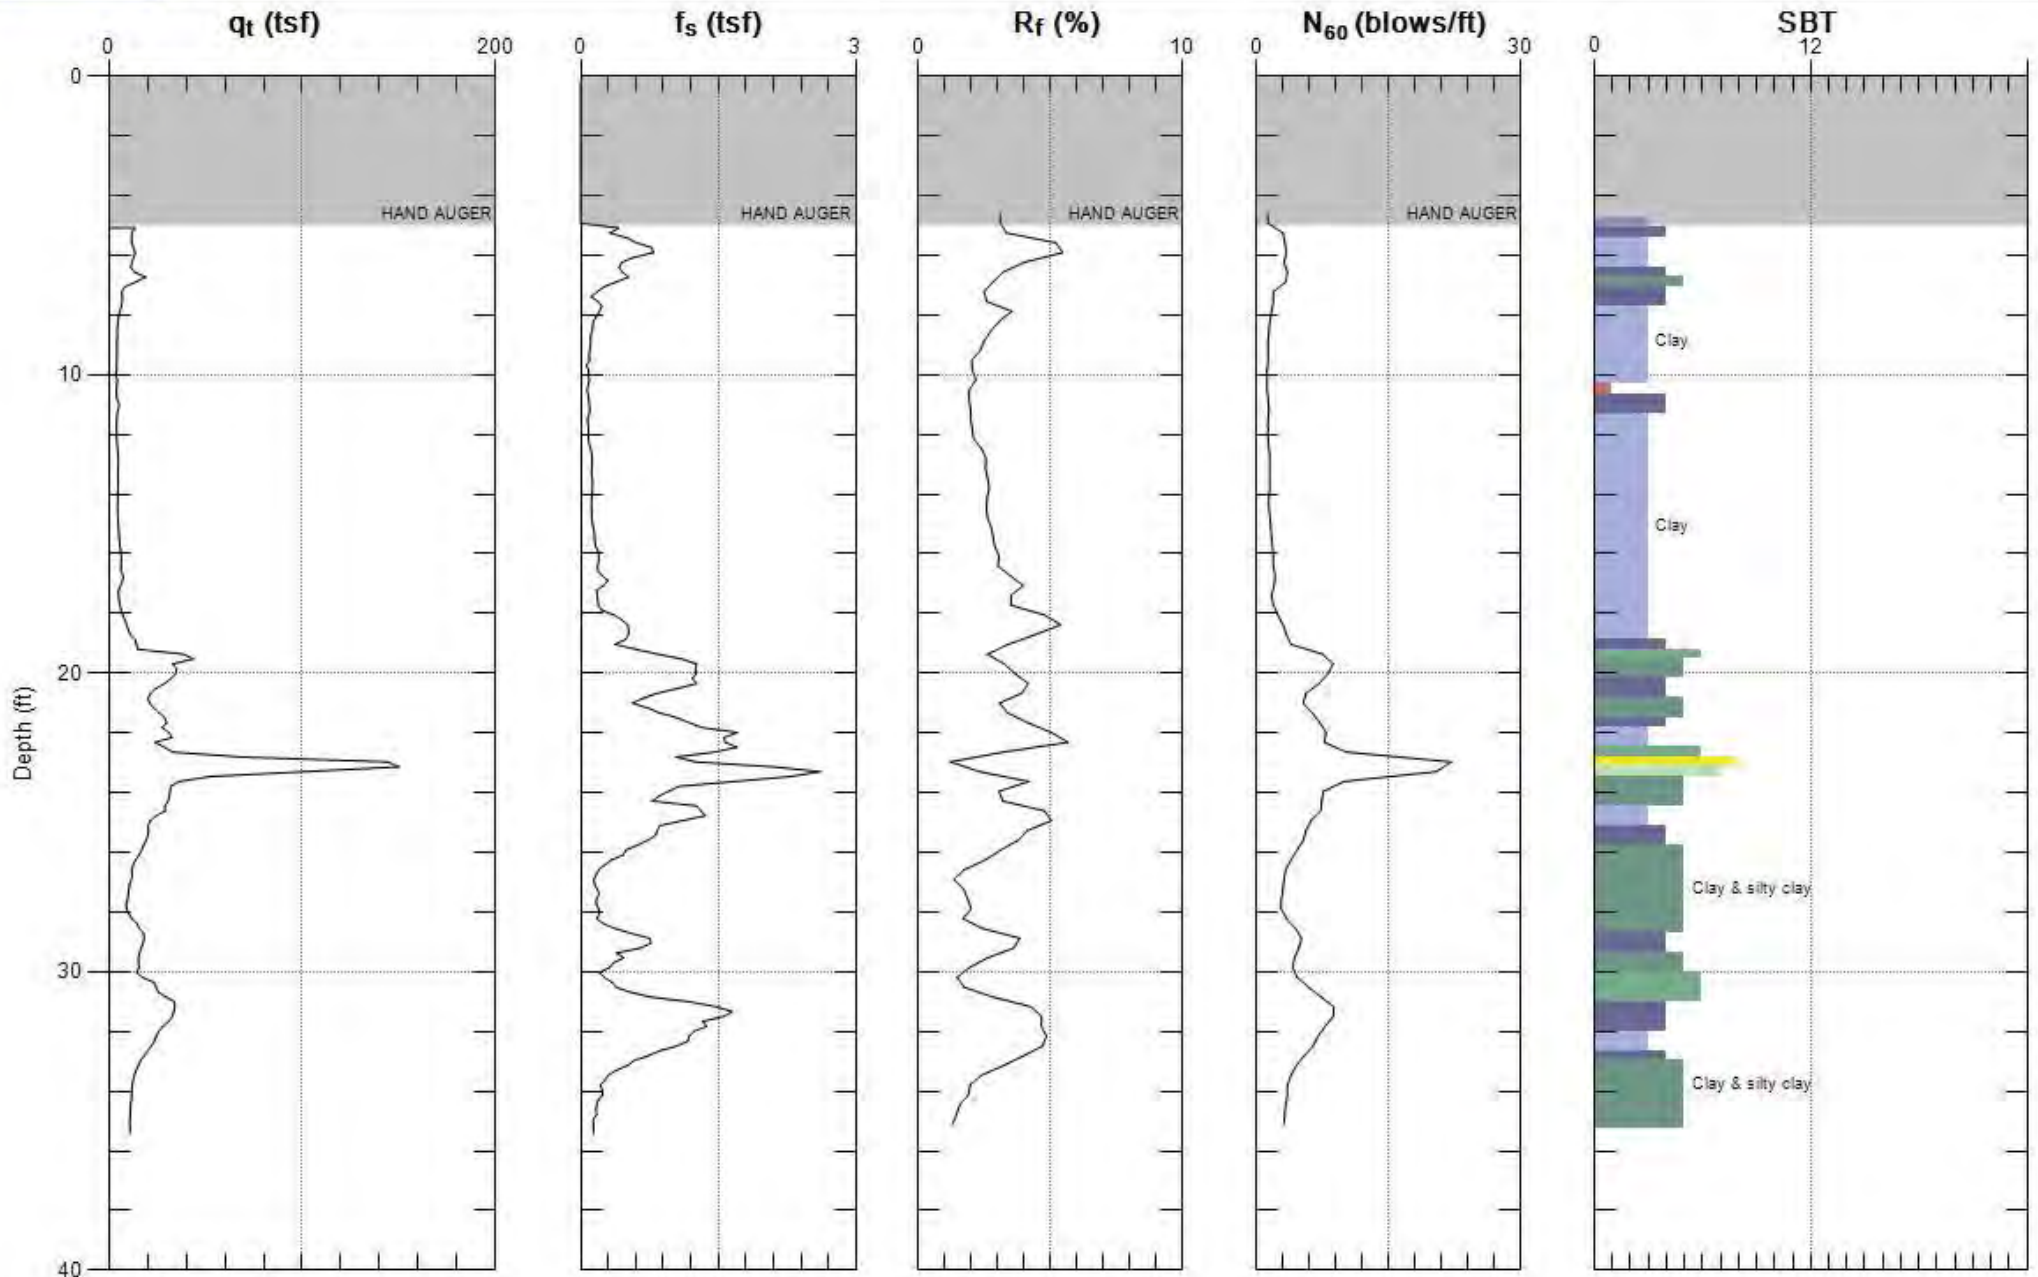 qt (tsf) fs (tsf) Rf (%) N60 (blows/ft) SBT
0 200 0 3 0 10 0 30 0 12
0
HAND AUGER HAND AUGER HAND AUGER HAND AUGER
Clay
10
Clay
20
Depth (ft)
Clay & silty clay
30
Clay & silty clay
40